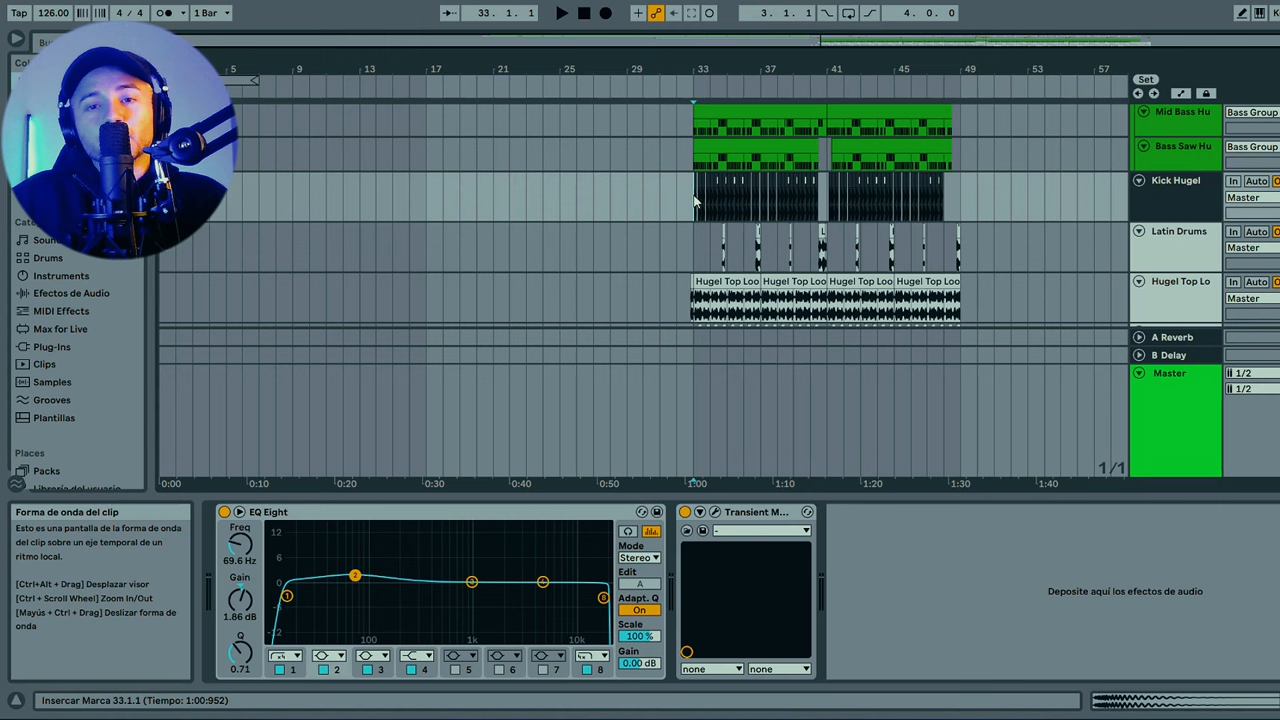 Tap 126.00 4 / 4 1 Bar 33. 1. 1 3. 1. 1 4. 0. 0
5 9 13 17 21 25 29 33 37 41 45 49 53 57
Set
Mid Bass Hu Bass Group
Bass Saw Hu Bass Group
Kick Hugel In Auto
Master
Latin Drums In Auto
Master
Hugel Top Loo Hugel Top Loo Hugel Top Loo Hugel Top Loo Hugel Top Lo In Auto
Master
A Reverb
B Delay
Master 1/2
1/2
1/1
0:00 0:10 0:20 0:30 0:40 0:50 1:00 1:10 1:20 1:30 1:40
Drums
Instruments
Efectos de Audio
MIDI Effects
Max for Live
Plug-Ins
Clips
Samples
Grooves
Plantillas
Places
Packs
Librería del usuario
Forma de onda del clip
Esto es una pantalla de la forma de onda
del clip sobre un eje temporal de un
ritmo local.
[Ctrl+Alt + Drag] Desplazar visor
[Ctrl + Scroll Wheel] Zoom In/Out
[Mayús + Ctrl + Drag] Deslizar forma de
onda
EQ Eight
Freq
69.6 Hz
Gain
1.86 dB
Q
0.71
12
6
0
-6
-12
100 1k 10k
1 2 3 4 5 6 7 8
Mode
Stereo
Edit
A
Adapt. Q
On
Scale
100 %
Gain
0.00 dB
Transient M...
-
none none
Deposite aquí los efectos de audio
Insercar Marca 33.1.1 (Tiempo: 1:00:952)